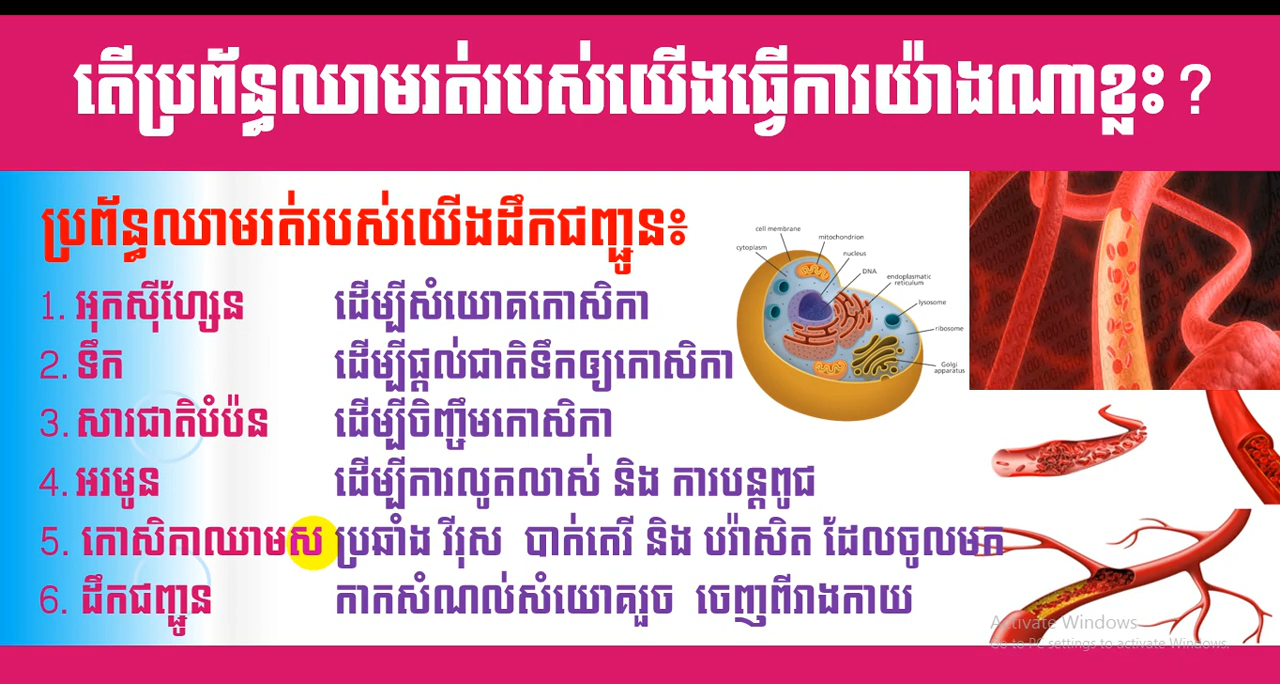 តើប្រព័ន្ធឈាមរត់របស់យើងធ្វើការយ៉ាងណាខ្លះ ?
ប្រព័ន្ធឈាមរត់របស់យើងដឹកជញ្ជូន៖
1. អុកស៊ីហ្សែន ដើម្បីសំយោគកោសិកា
2. ទឹក ដើម្បីផ្តល់ជាតិទឹកឲ្យកោសិកា
3. សារជាតិបំប៉ន ដើម្បីចិញ្ចឹមកោសិកា
4. អរមូន ដើម្បីការលូតលាស់ និង ការបន្តពូជ
5. កោសិកាឈាមស ប្រឆាំង វីរុស បាក់តេរី និង បរ៉ាសិត ដែលចូលមក
6. ដឹកជញ្ជូន កាកសំណល់សំយោគរួច ចេញពីរាងកាយ
cell membrane
cytoplasm
mitochondrion
nucleus
DNA
endoplasmatic
reticulum
lysosome
ribosome
Golgi
apparatus
Activate Windows
Go to PC settings to activate Windows.